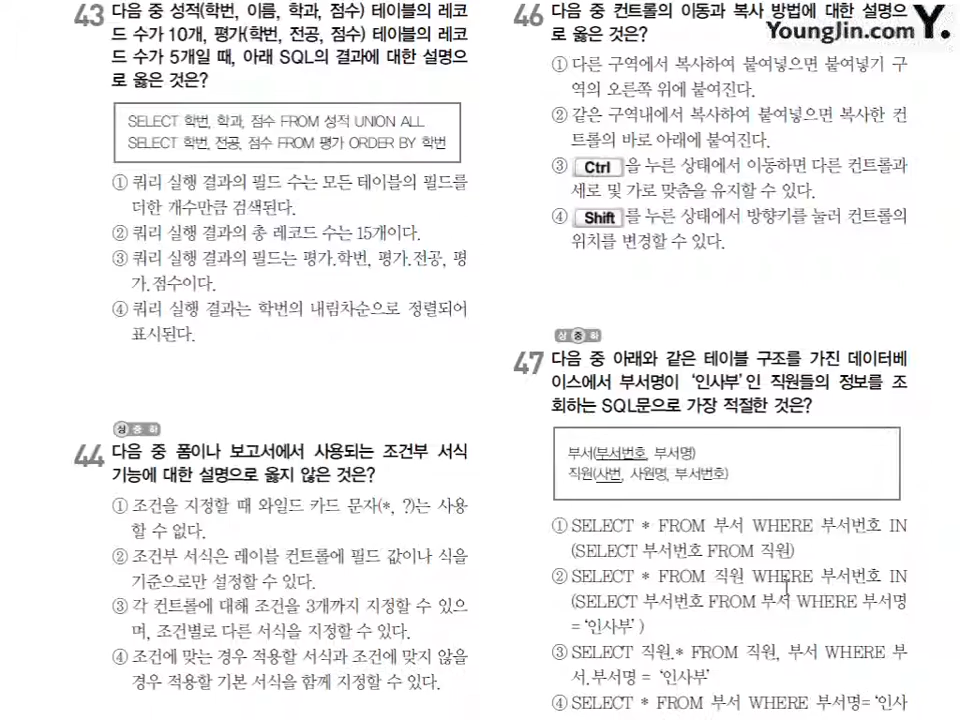 43 다음 중 성적(학번, 이름, 학과, 점수) 테이블의 레코
드 수가 10개, 평가(학번, 전공, 점수) 테이블의 레코
드 수가 5개일 때, 아래 SQL의 결과에 대한 설명으
로 옳은 것은?
SELECT 학번, 학과, 점수 FROM 성적 UNION ALL
SELECT 학번, 전공, 점수 FROM 평가 ORDER BY 학번
① 쿼리 실행 결과의 필드 수는 모든 테이블의 필드를
더한 개수만큼 검색된다.
② 쿼리 실행 결과의 총 레코드 수는 15개이다.
③ 쿼리 실행 결과의 필드는 평가.학번, 평가.전공, 평
가.점수이다.
④ 쿼리 실행 결과는 학번의 내림차순으로 정렬되어
표시된다.
상 중 하
44 다음 중 폼이나 보고서에서 사용되는 조건부 서식
기능에 대한 설명으로 옳지 않은 것은?
① 조건을 지정할 때 와일드 카드 문자(*, ?)는 사용
할 수 없다.
② 조건부 서식은 레이블 컨트롤에 필드 값이나 식을
기준으로만 설정할 수 있다.
③ 각 컨트롤에 대해 조건을 3개까지 지정할 수 있으
며, 조건별로 다른 서식을 지정할 수 있다.
④ 조건에 맞는 경우 적용할 서식과 조건에 맞지 않을
경우 적용할 기본 서식을 함께 지정할 수 있다.
46 다음 중 컨트롤의 이동과 복사 방법에 대한 설명으
로 옳은 것은?
YoungJin.com Y.
① 다른 구역에서 복사하여 붙여넣으면 붙여넣기 구
역의 오른쪽 위에 붙여진다.
② 같은 구역내에서 복사하여 붙여넣으면 복사한 컨
트롤의 바로 아래에 붙여진다.
③ Ctrl 을 누른 상태에서 이동하면 다른 컨트롤과
세로 및 가로 맞춤을 유지할 수 있다.
④ Shift 를 누른 상태에서 방향키를 눌러 컨트롤의
위치를 변경할 수 있다.
상 중 하
47 다음 중 아래와 같은 테이블 구조를 가진 데이터베
이스에서 부서명이 ‘인사부’인 직원들의 정보를 조
회하는 SQL문으로 가장 적절한 것은?
부서(부서번호, 부서명)
직원(사번, 사원명, 부서번호)
① SELECT * FROM 부서 WHERE 부서번호 IN
(SELECT 부서번호 FROM 직원)
② SELECT * FROM 직원 WHERE 부서번호 IN
(SELECT 부서번호 FROM 부서 WHERE 부서명
=‘인사부’)
③ SELECT 직원.* FROM 직원, 부서 WHERE 부
서.부서명 = ‘인사부’
④ SELECT * FROM 부서 WHERE 부서명=‘인사